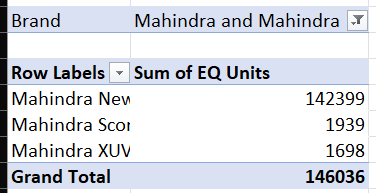 Brand Mahindra and Mahindra
Row Labels Sum of EQ Units
Mahindra New 142399
Mahindra Scor 1939
Mahindra XUV 1698
Grand Total 146036